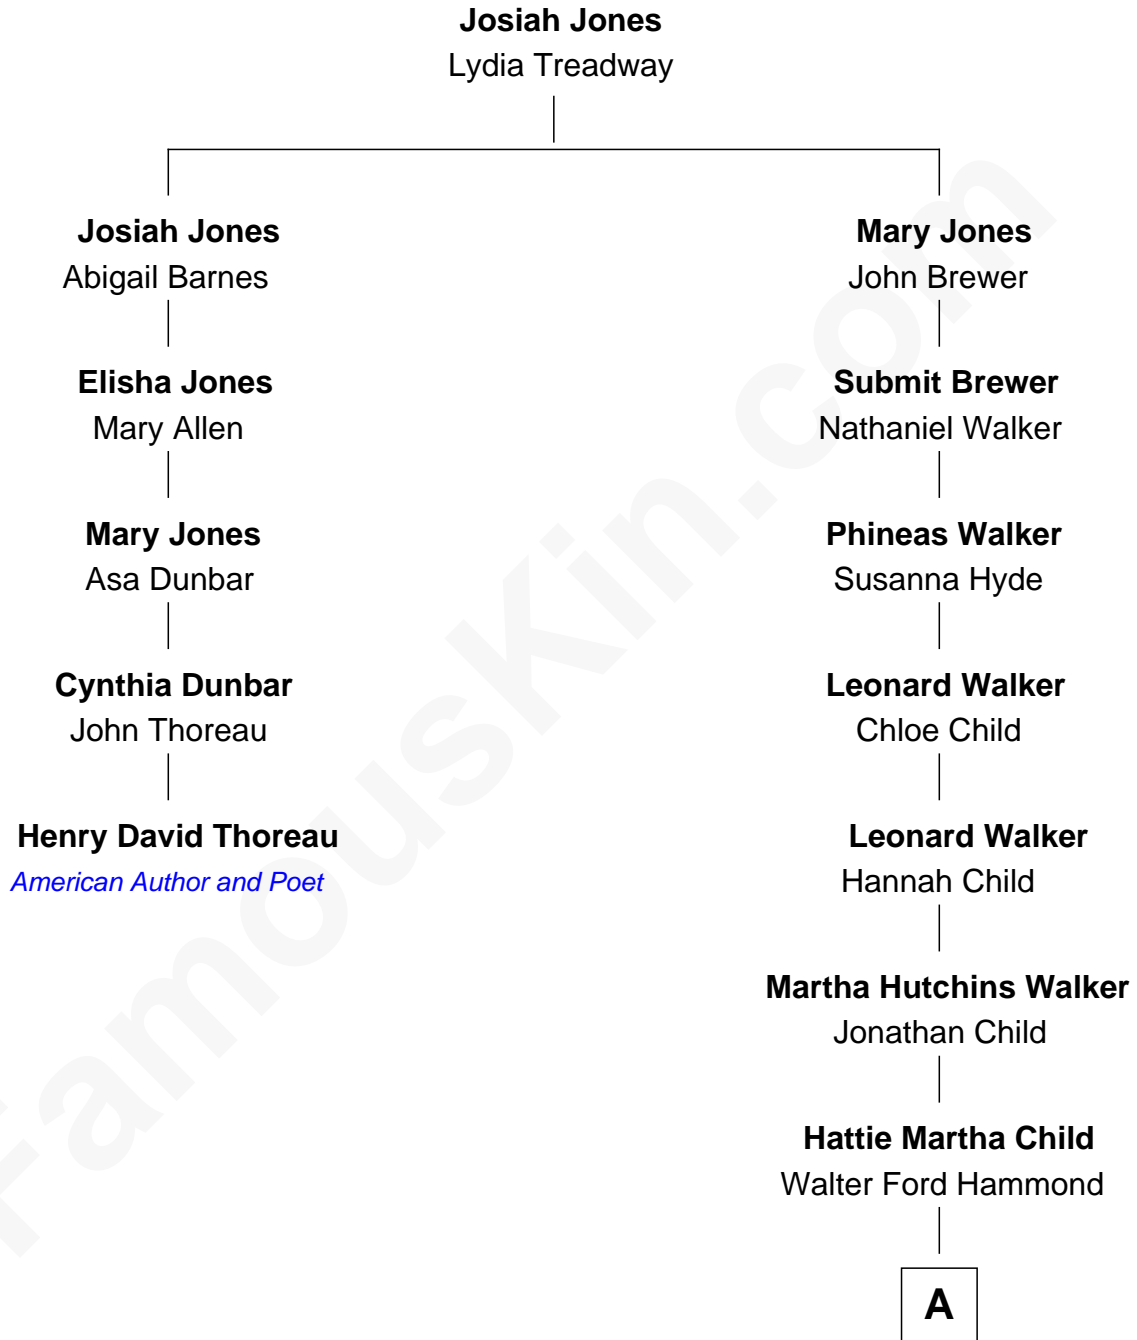 Josiah Jones
Lydia Treadway
Josiah Jones
Abigail Barnes
Elisha Jones
Mary Allen
Mary Jones
Asa Dunbar
Cynthia Dunbar
John Thoreau
Henry David Thoreau
American Author and Poet
Mary Jones
John Brewer
Submit Brewer
Nathaniel Walker
Phineas Walker
Susanna Hyde
Leonard Walker
Chloe Child
Leonard Walker
Hannah Child
Martha Hutchins Walker
Jonathan Child
Hattie Martha Child
Walter Ford Hammond
A
FamousKin.com